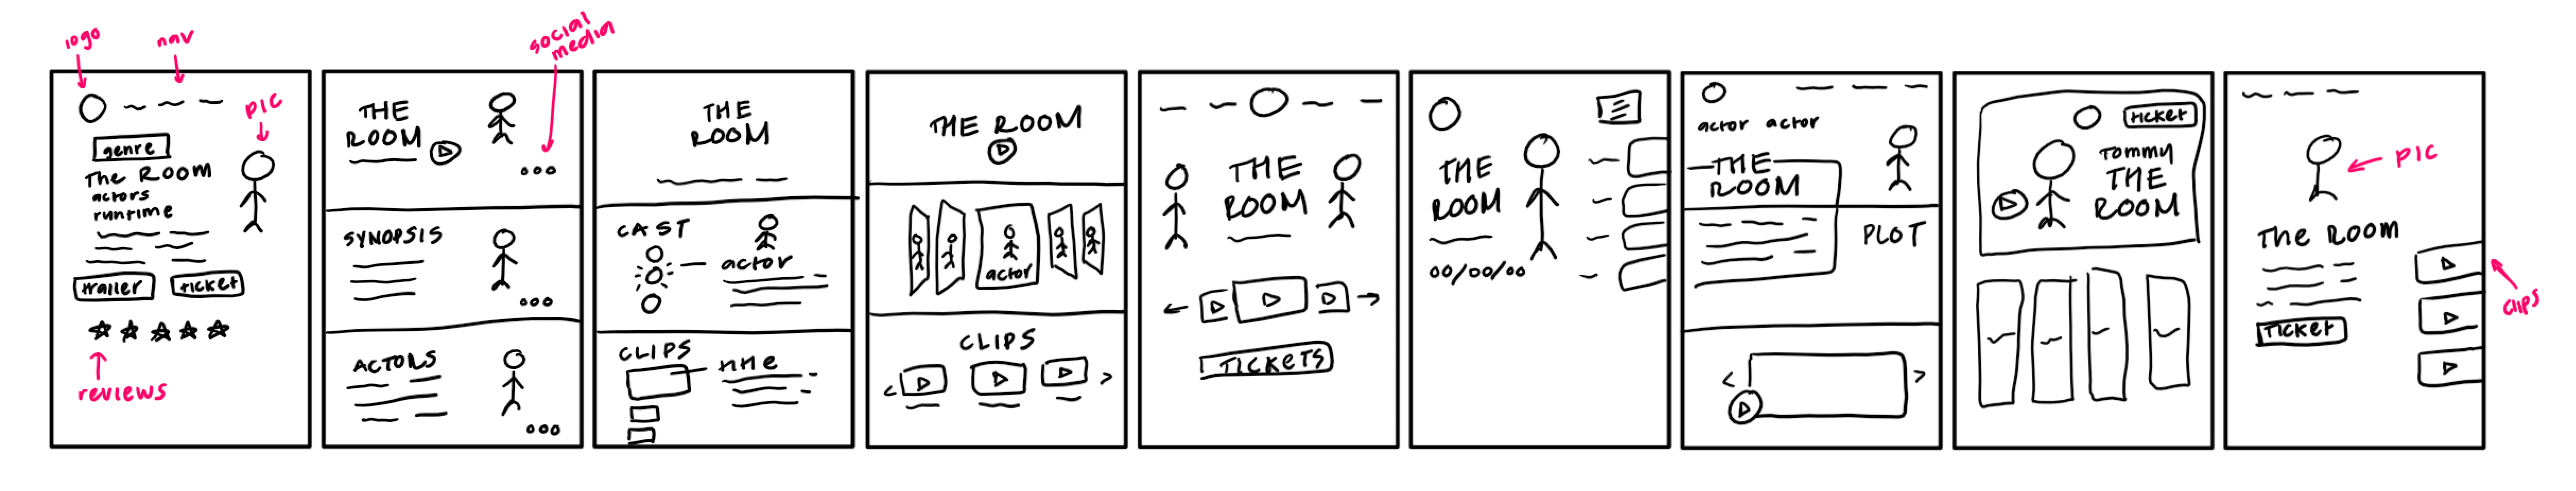 logo
nav
social
media
pic
genre
The Room
actors
runtime
trailer
ticket
reviews
THE
ROOM
SYNOPSIS
ACTORS
THE
ROOM
CAST
actor
CLIPS
title
THE ROOM
actor
CLIPS
THE
ROOM
TICKETS
THE
ROOM
00/00/00
actor actor
THE
ROOM
PLOT
ticket
Tommy
THE
ROOM
PIC
The Room
TICKET
clips